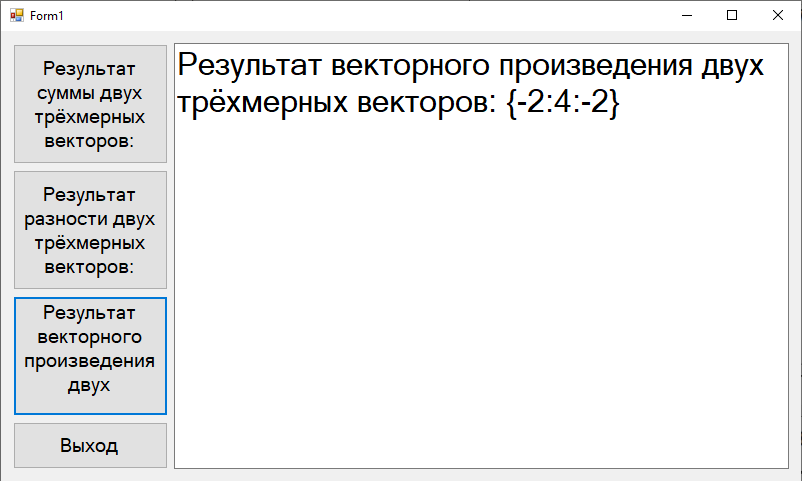 Form1
Результат
суммы двух
трёхмерных
векторов:
Результат
разности двух
трёхмерных
векторов:
Результат
векторного
произведения
двух
Выход
Результат векторного произведения двух
трёхмерных векторов: {-2:4:-2}